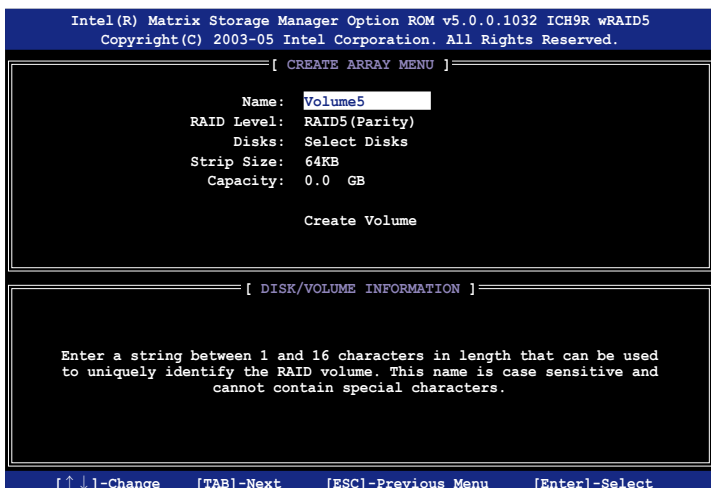 Intel(R) Matrix Storage Manager Option ROM v5.0.0.1032 ICH9R wRAID5
Copyright(C) 2003-05 Intel Corporation. All Rights Reserved.
[ CREATE ARRAY MENU ]
Name: Volume5
RAID Level: RAID5(Parity)
Disks: Select Disks
Strip Size: 64KB
Capacity: 0.0 GB
Create Volume
[ DISK/VOLUME INFORMATION ]
Enter a string between 1 and 16 characters in length that can be used
to uniquely identify the RAID volume. This name is case sensitive and
cannot contain special characters.
[↑↓]-Change [TAB]-Next [ESC]-Previous Menu [Enter]-Select